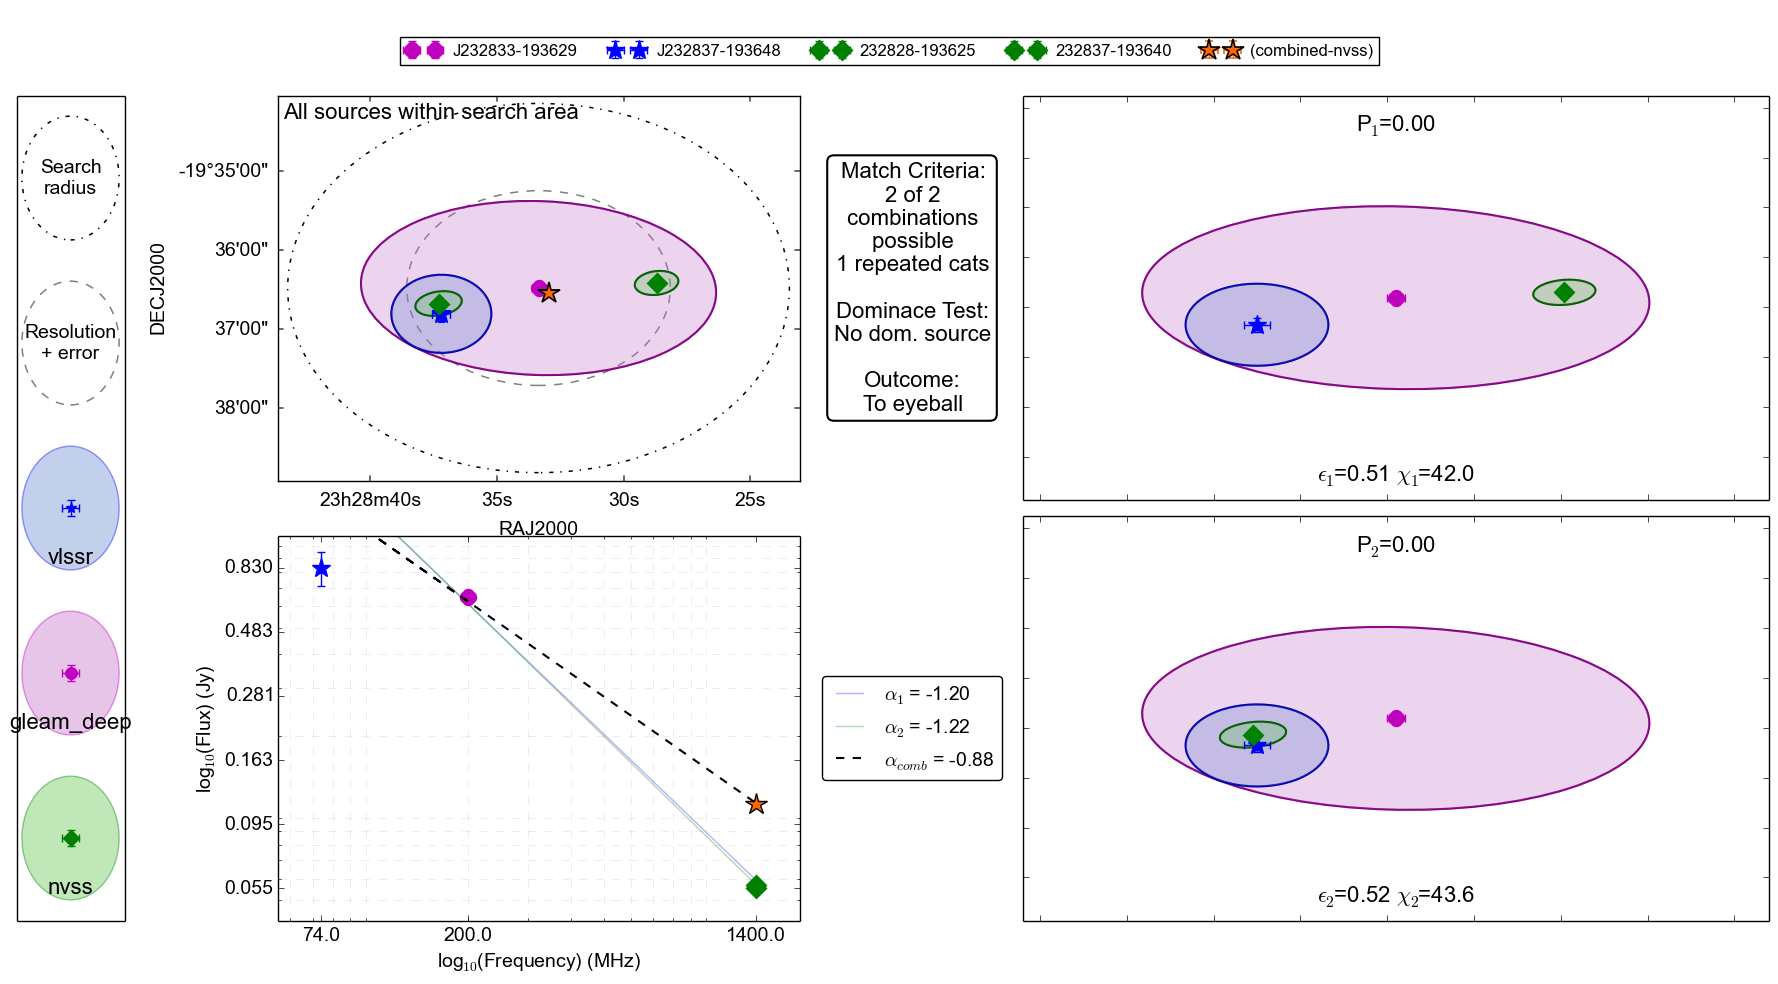 J232833-193629 J232837-193648 232828-193625 232837-193640 (combined-nvss)
Search
radius
Resolution
+ error
vlssr
gleam_deep
nvss
All sources within search area
DECJ2000
-19°35'00"
36'00"
37'00"
38'00"
23h28m40s 35s 30s 25s
RAJ2000
Match Criteria:
2 of 2
combinations
possible
1 repeated cats
Dominace Test:
No dom. source
Outcome:
To eyeball
P₁=0.00
ϵ₁=0.51 χ₁=42.0
log₁₀(Flux) (Jy)
0.830
0.483
0.281
0.163
0.095
0.055
74.0 200.0 1400.0
log₁₀(Frequency) (MHz)
α₁ = -1.20
α₂ = -1.22
α_comb = -0.88
P₂=0.00
ϵ₂=0.52 χ₂=43.6